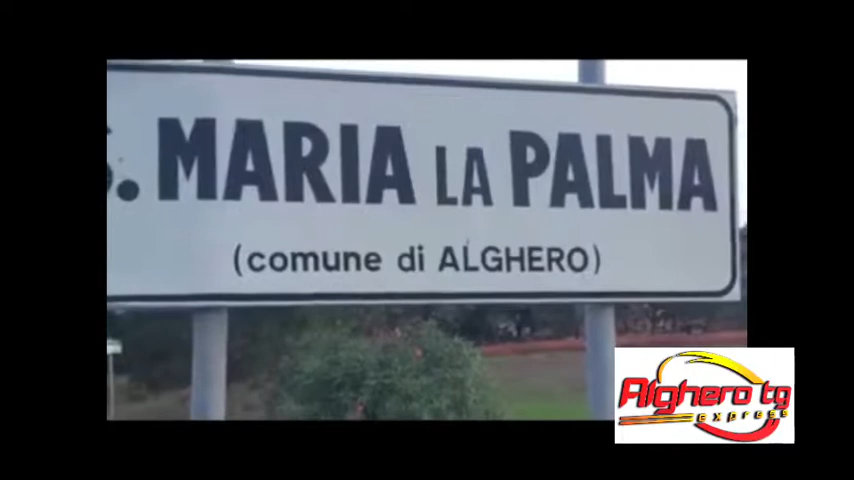 S. MARIA LA PALMA
(comune di ALGHERO)
Alghero tg
express